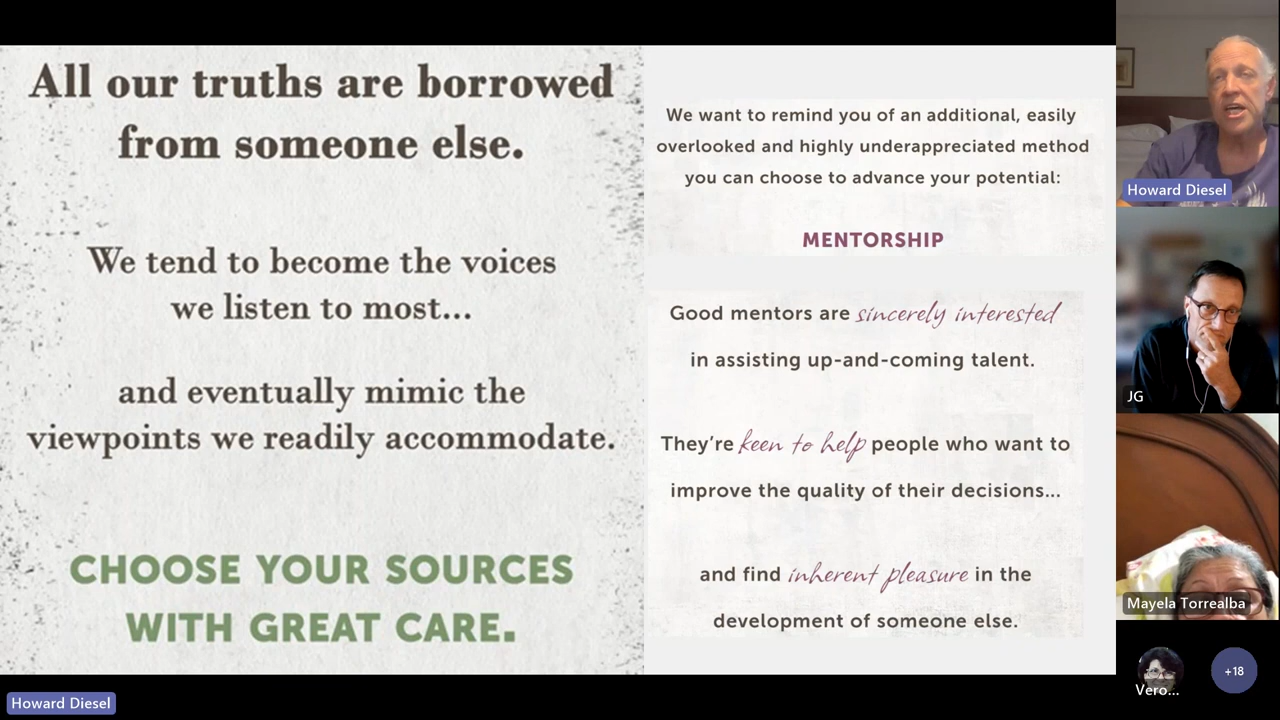 All our truths are borrowed
from someone else.
We tend to become the voices
we listen to most...
and eventually mimic the
viewpoints we readily accommodate.
CHOOSE YOUR SOURCES
WITH GREAT CARE.
We want to remind you of an additional, easily
overlooked and highly underappreciated method
you can choose to advance your potential:
MENTORSHIP
Good mentors are sincerely interested
in assisting up-and-coming talent.
They're keen to help people who want to
improve the quality of their decisions...
and find inherent pleasure in the
development of someone else.
Howard Diesel
JG
Mayela Torrealba
Vero...
+18
Howard Diesel